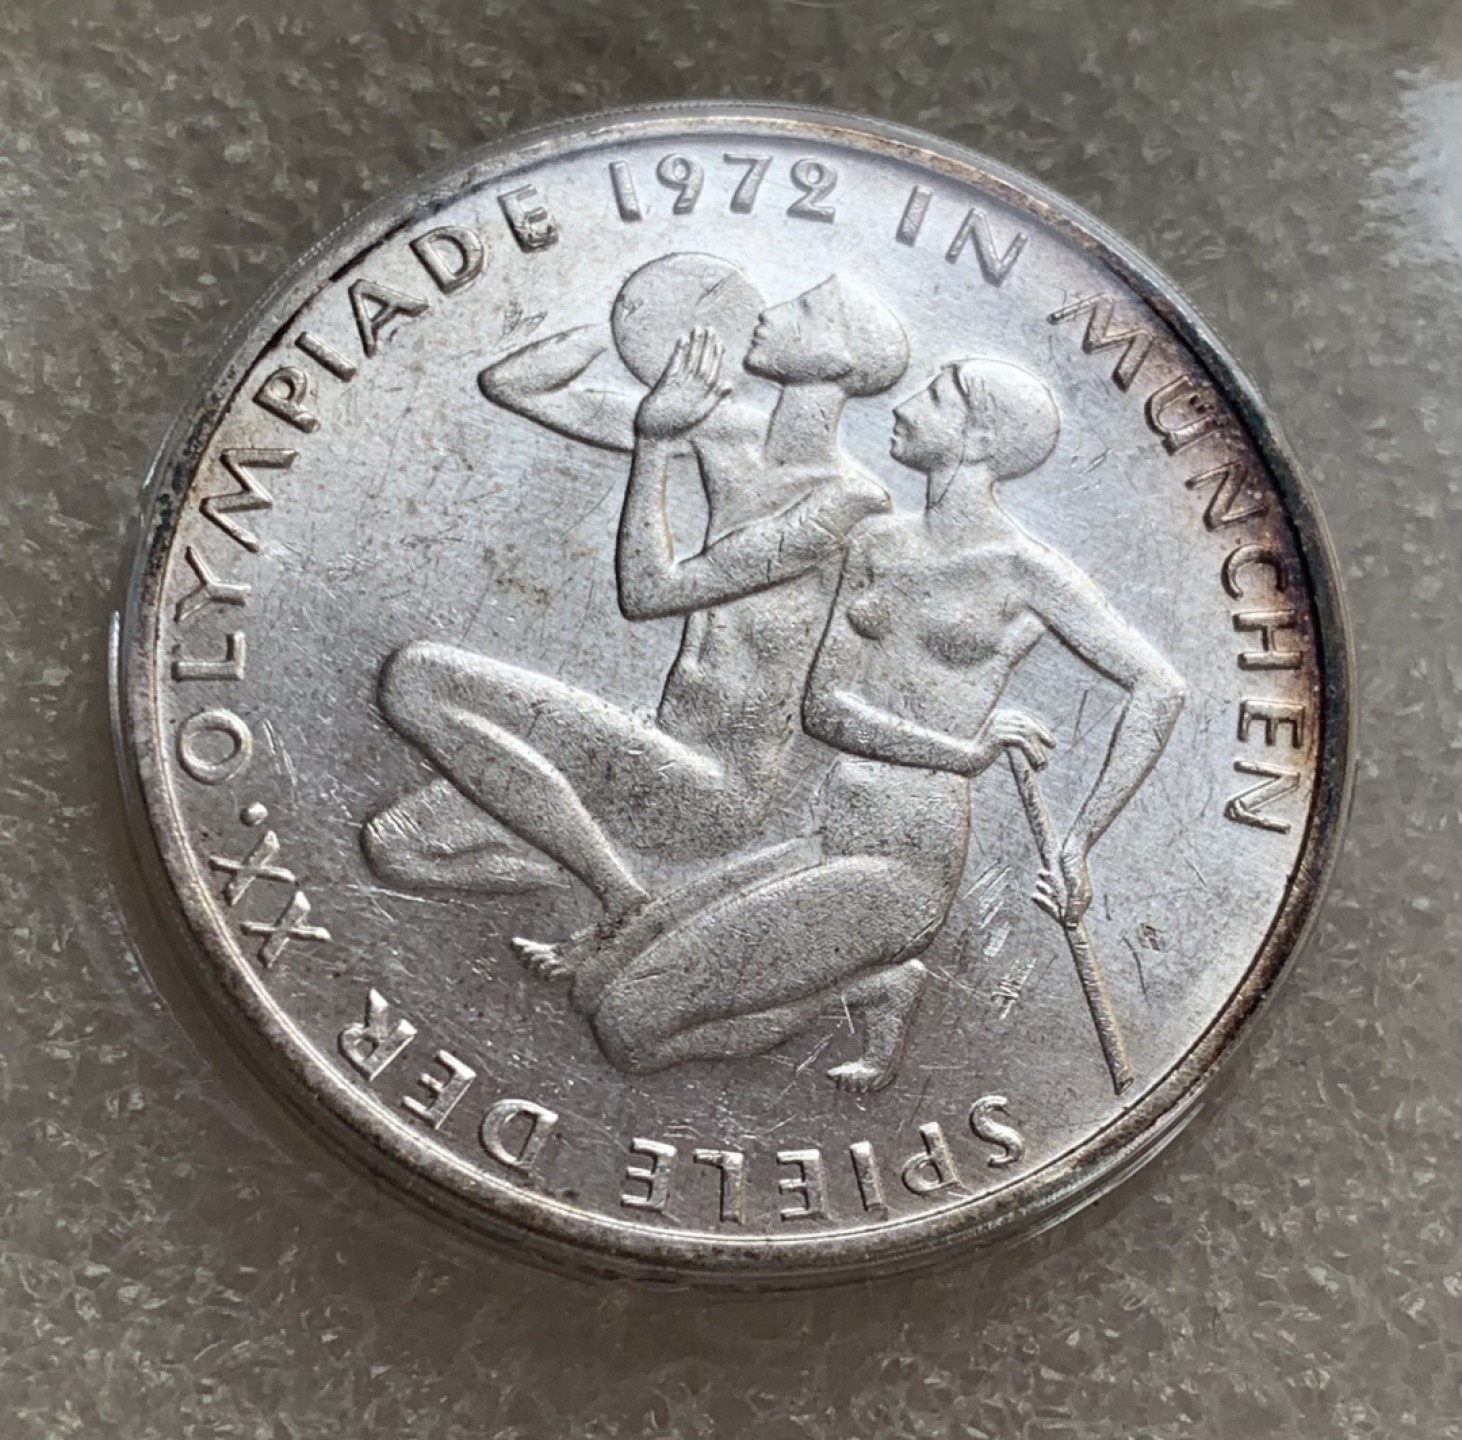 SPIELE DER XX. OLYMPIADE 1972 IN MÜNCHEN